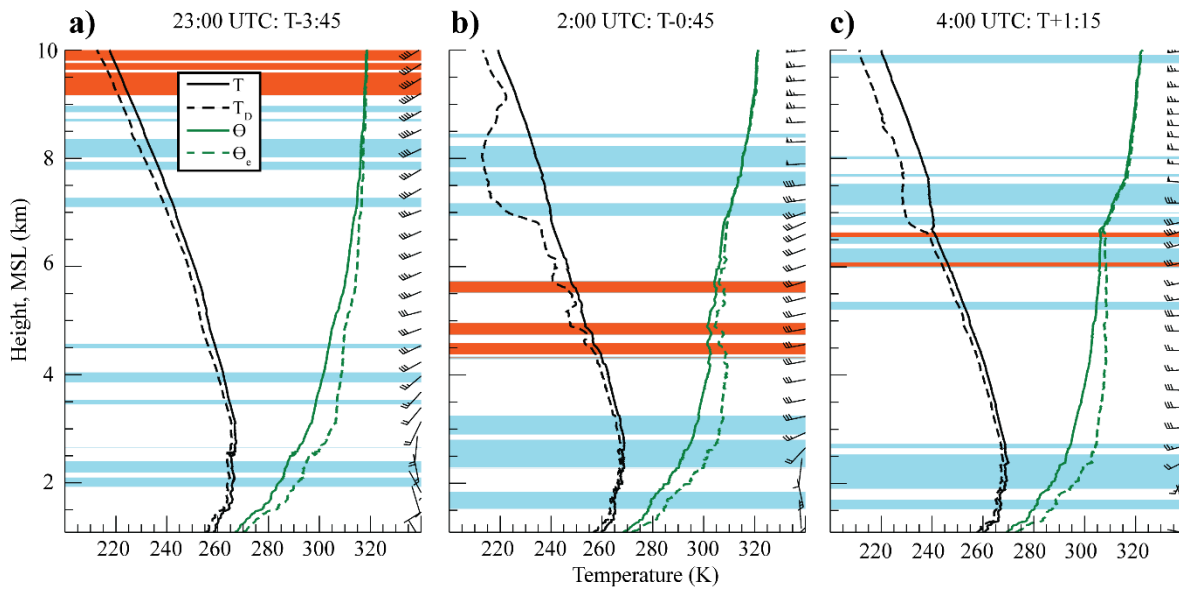 a) 23:00 UTC: T-3:45
b) 2:00 UTC: T-0:45
c) 4:00 UTC: T+1:15
10
8
6
4
2
Height, MSL (km)
T
T_D
Θ
Θ_e
220 240 260 280 300 320
220 240 260 280 300 320
220 240 260 280 300 320
Temperature (K)